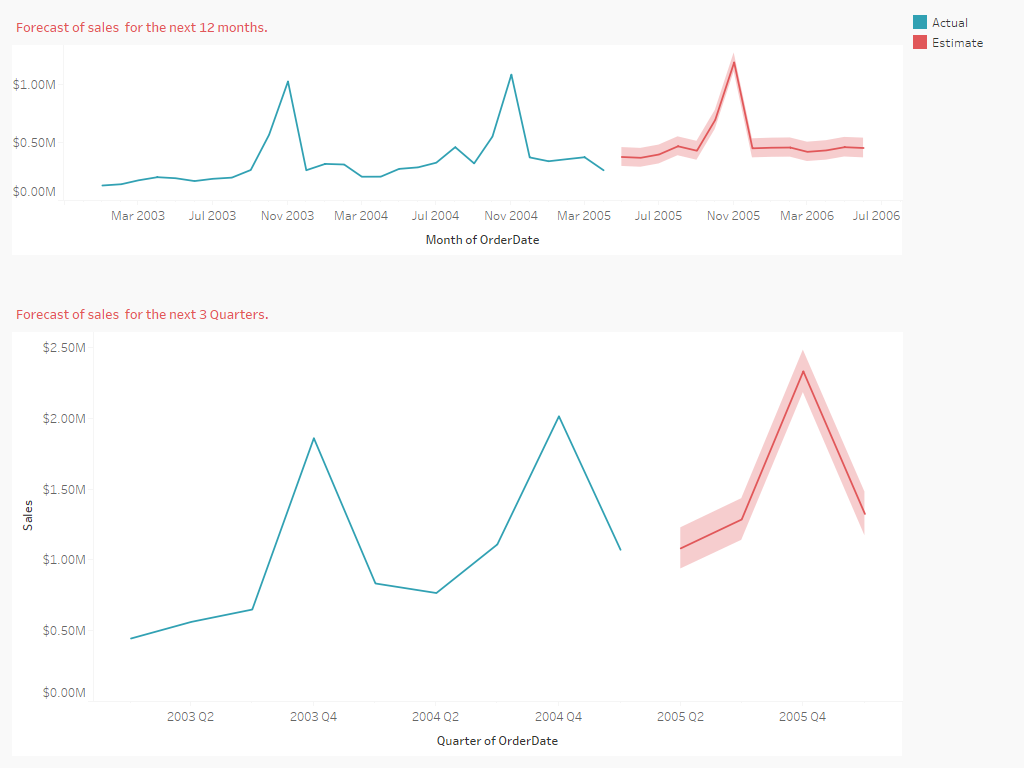 Forecast of sales  for the next 12 months.
Actual
Estimate
$1.00M
$0.50M
$0.00M
Mar 2003 Jul 2003 Nov 2003 Mar 2004 Jul 2004 Nov 2004 Mar 2005 Jul 2005 Nov 2005 Mar 2006 Jul 2006
Month of OrderDate
Forecast of sales  for the next 3 Quarters.
$2.50M
$2.00M
$1.50M
Sales
$1.00M
$0.50M
$0.00M
2003 Q2 2003 Q4 2004 Q2 2004 Q4 2005 Q2 2005 Q4
Quarter of OrderDate